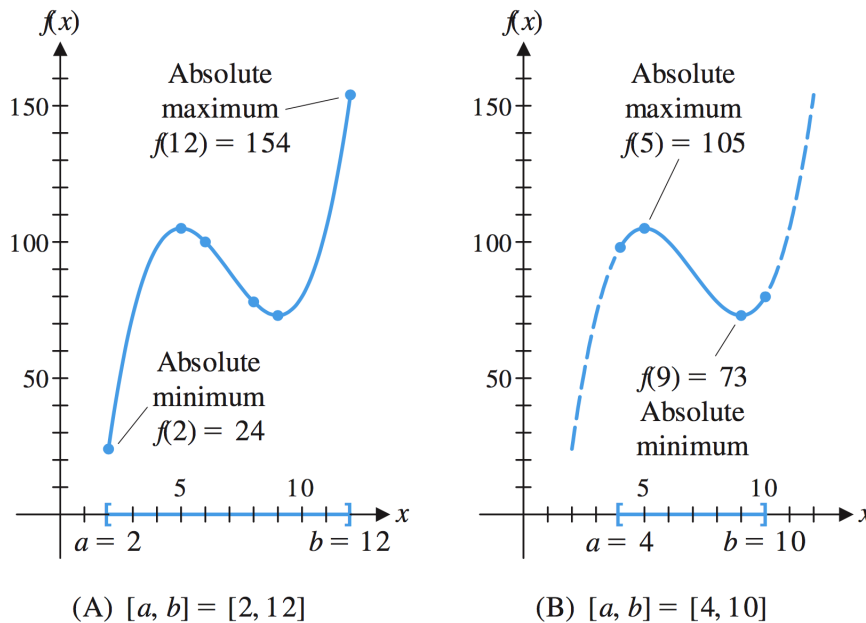 f(x)
150
100
50
Absolute
maximum
f(12) = 154
Absolute
minimum
f(2) = 24
5
10
x
a = 2
b = 12
(A) [a, b] = [2, 12]
f(x)
150
100
50
Absolute
maximum
f(5) = 105
f(9) = 73
Absolute
minimum
5
10
x
a = 4
b = 10
(B) [a, b] = [4, 10]